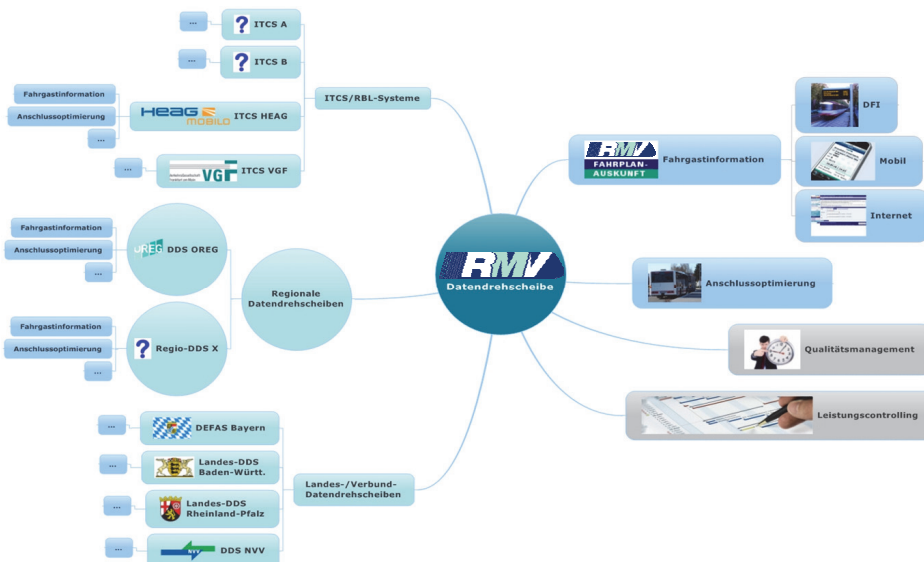 ...
? ITCS A
...
? ITCS B
Fahrgastinformation
Anschlussoptimierung
...
HEAG
MOBILO
ITCS HEAG
...
VGF
ITCS VGF
ITCS/RBL-Systeme
Fahrgastinformation
Anschlussoptimierung
...
OREG
DDS OREG
Fahrgastinformation
Anschlussoptimierung
...
? Regio-DDS X
Regionale
Datendrehscheiben
...
DEFAS Bayern
...
Landes-DDS
Baden-Württ.
...
Landes-DDS
Rheinland-Pfalz
...
NVV
DDS NVV
Landes-/Verbund-
Datendrehscheiben
RMV
Datendrehscheibe
RMV
FAHRPLAN-
AUSKUNFT
Fahrgastinformation
DFI
Mobil
Internet
Anschlussoptimierung
Qualitätsmanagement
Leistungscontrolling